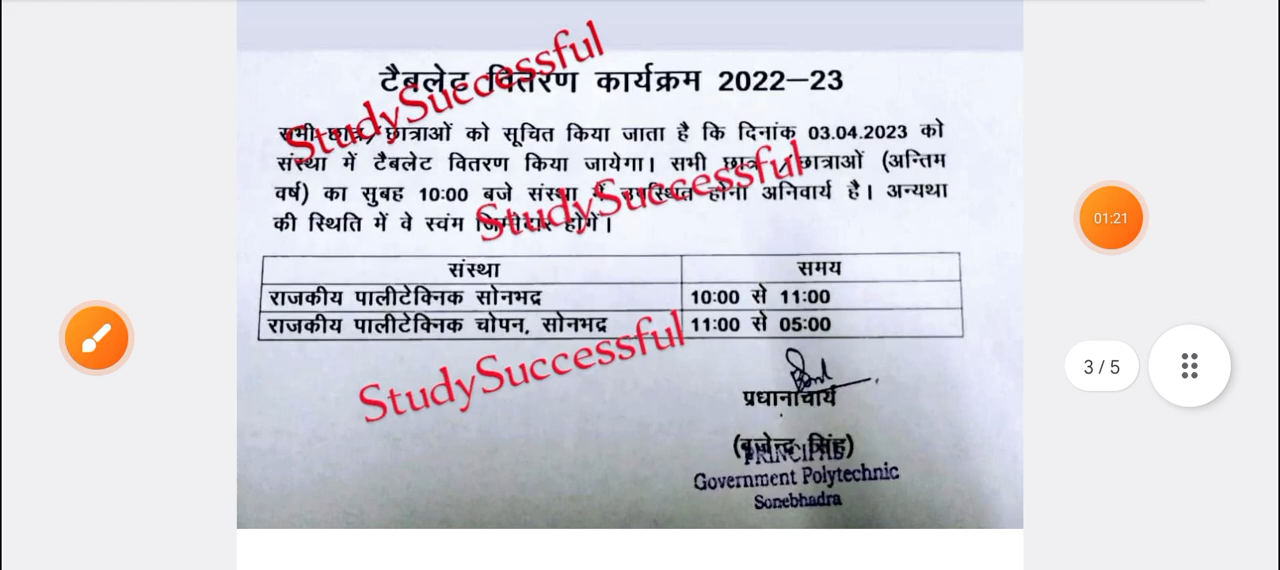 टैबलेट वितरण कार्यक्रम 2022–23
StudySuccessful
सभी छात्र/छात्राओं को सूचित किया जाता है कि दिनांक 03.04.2023 को
संस्था में टैबलेट वितरण किया जायेगा। सभी छात्र /छात्राओं (अन्तिम
वर्ष) का सुबह 10:00 बजे संस्था में उपस्थित होना अनिवार्य है। अन्यथा
की स्थिति में वे स्वंम जिम्मेदार होगें।
StudySuccessful
संस्था समय
राजकीय पालीटेक्निक सोनभद्र 10:00 से 11:00
राजकीय पालीटेक्निक चोपन, सोनभद्र 11:00 से 05:00
StudySuccessful
प्रधानाचार्य
(बृजेन्द्र सिंह)
PRINCIPAL
Government Polytechnic
Sonebhadra
01:21
3 / 5